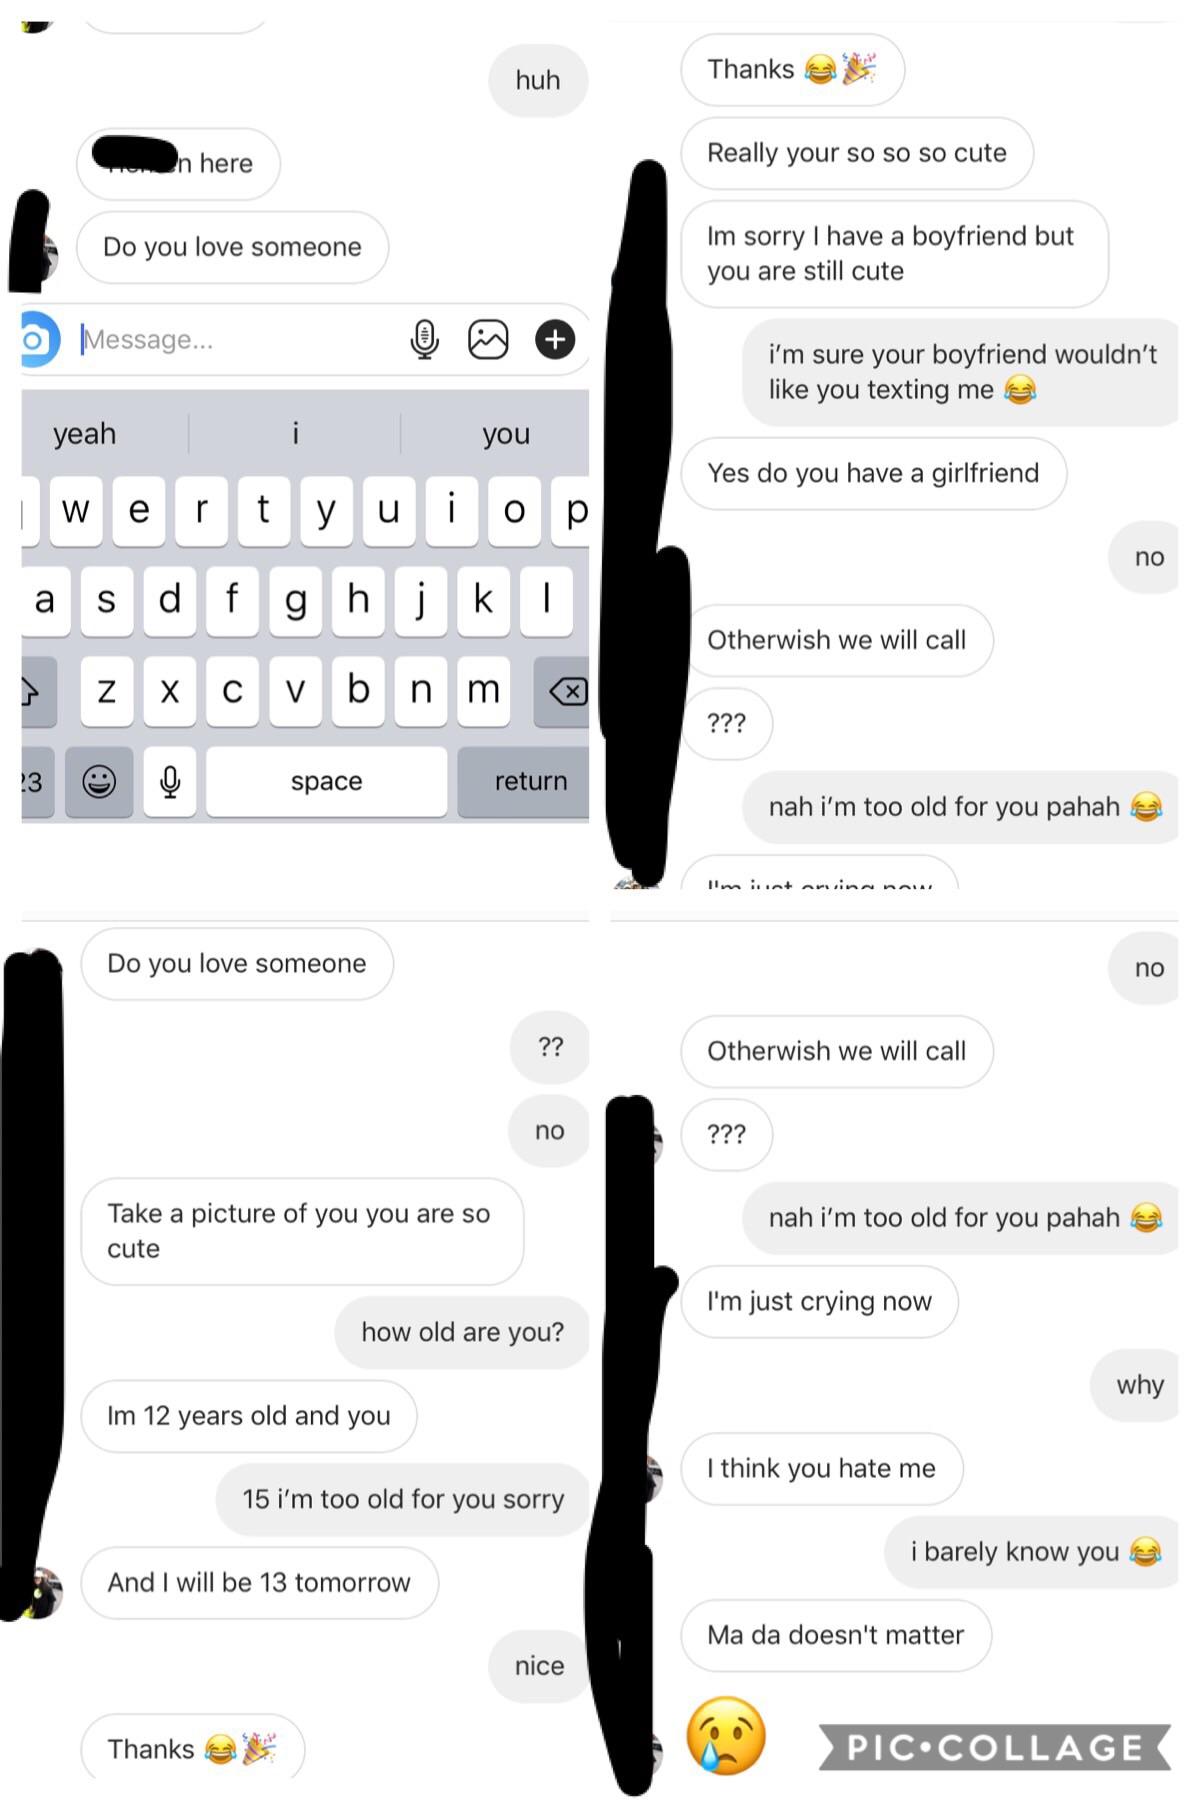 huh
n here
Do you love someone
Message...
yeah i you
w e r t y u i o p
a s d f g h j k l
z x c v b n m
23 space return
Thanks 😂🎉
Really your so so so cute
Im sorry I have a boyfriend but
you are still cute
i'm sure your boyfriend wouldn't
like you texting me 😂
Yes do you have a girlfriend
no
Otherwish we will call
???
nah i'm too old for you pahah 😂
I'm just crying now
Do you love someone
??
no
Take a picture of you you are so
cute
how old are you?
Im 12 years old and you
15 i'm too old for you sorry
And I will be 13 tomorrow
nice
Thanks 😂🎉
no
Otherwish we will call
???
nah i'm too old for you pahah 😂
I'm just crying now
why
I think you hate me
i barely know you 😂
Ma da doesn't matter
😢
PIC•COLLAGE